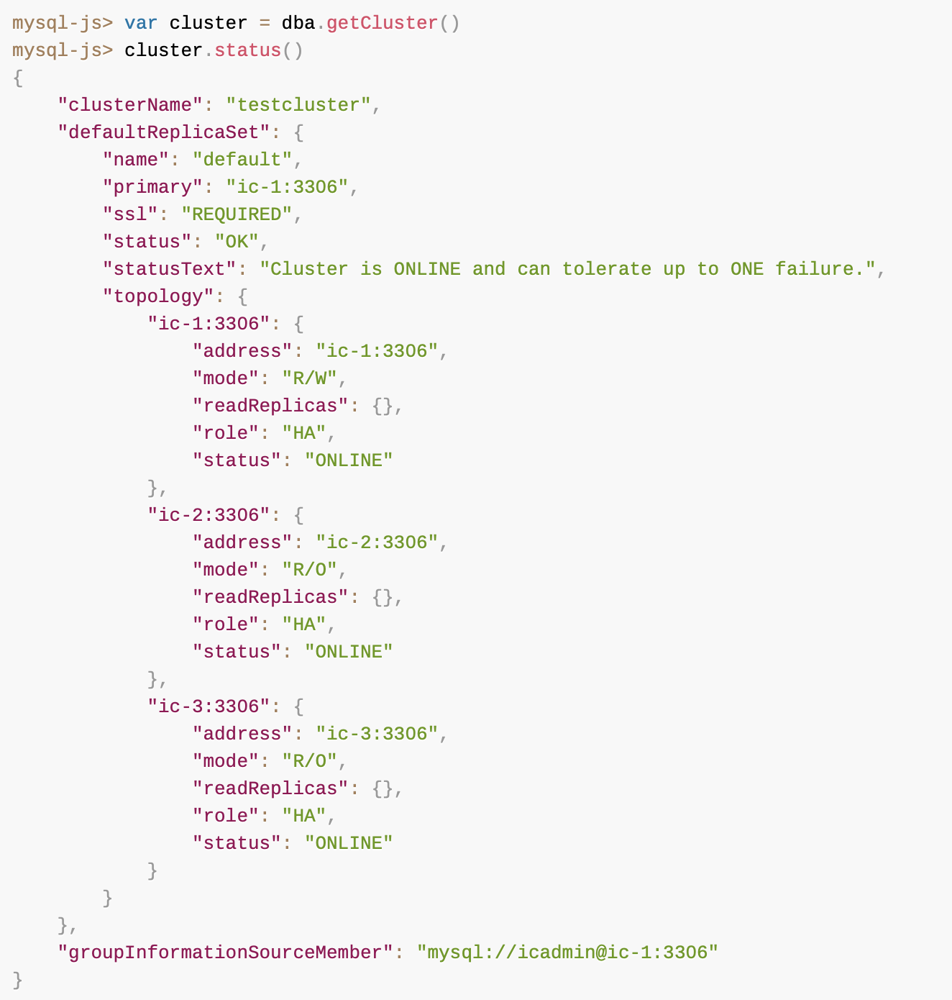 mysql-js> var cluster = dba.getCluster()
mysql-js> cluster.status()
{
    "clusterName": "testcluster",
    "defaultReplicaSet": {
        "name": "default",
        "primary": "ic-1:3306",
        "ssl": "REQUIRED",
        "status": "OK",
        "statusText": "Cluster is ONLINE and can tolerate up to ONE failure.",
        "topology": {
            "ic-1:3306": {
                "address": "ic-1:3306",
                "mode": "R/W",
                "readReplicas": {},
                "role": "HA",
                "status": "ONLINE"
            },
            "ic-2:3306": {
                "address": "ic-2:3306",
                "mode": "R/O",
                "readReplicas": {},
                "role": "HA",
                "status": "ONLINE"
            },
            "ic-3:3306": {
                "address": "ic-3:3306",
                "mode": "R/O",
                "readReplicas": {},
                "role": "HA",
                "status": "ONLINE"
            }
        }
    },
    "groupInformationSourceMember": "mysql://icadmin@ic-1:3306"
}